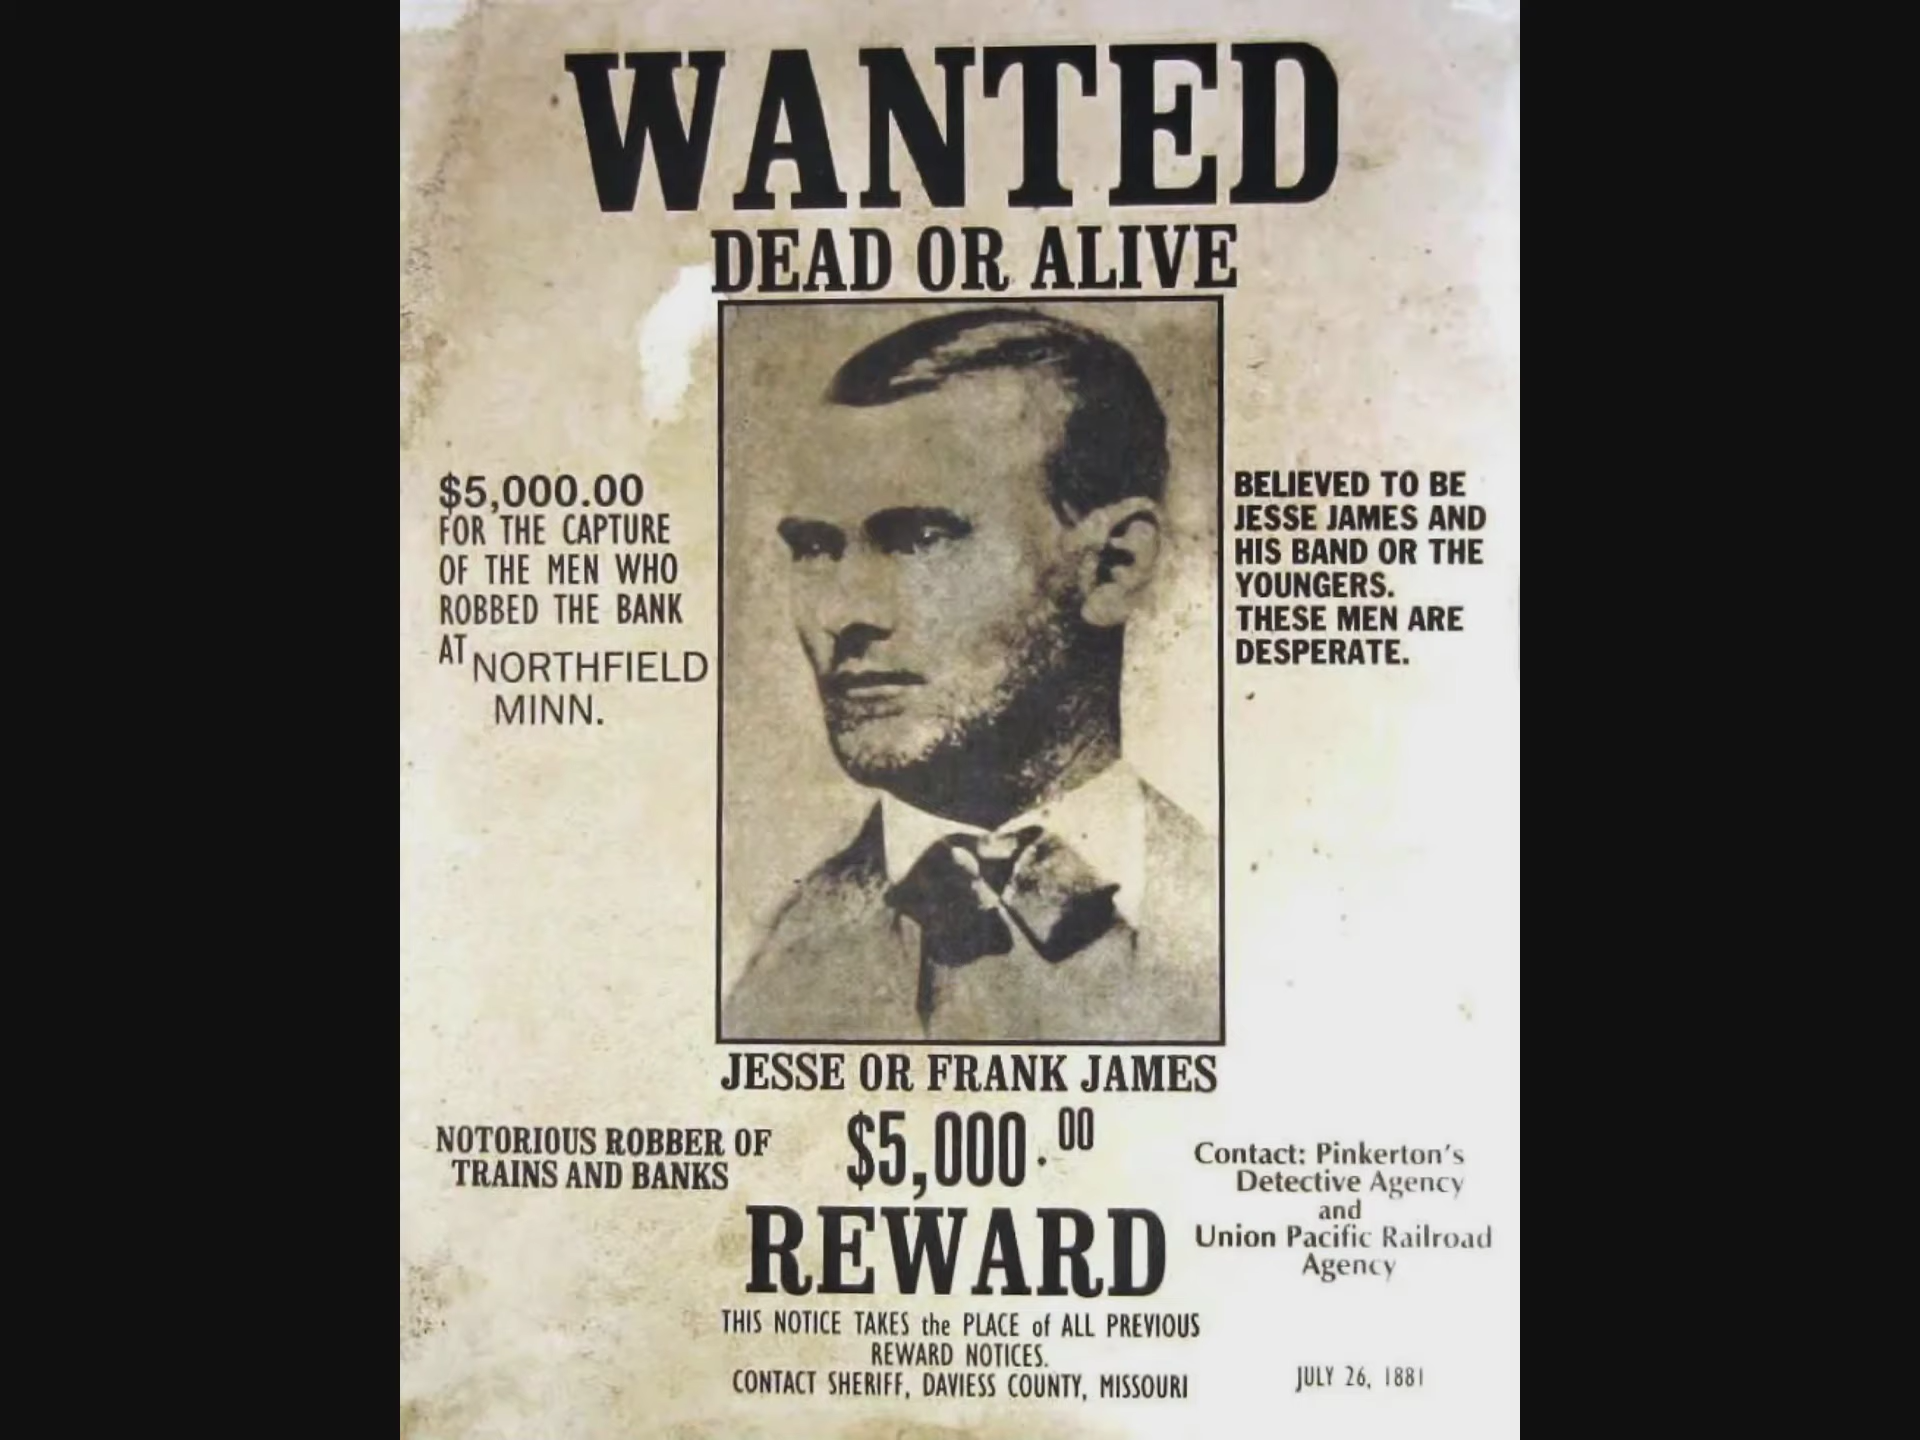 WANTED
DEAD OR ALIVE
$5,000.00
FOR THE CAPTURE
OF THE MEN WHO
ROBBED THE BANK
AT NORTHFIELD
MINN.
BELIEVED TO BE
JESSE JAMES AND
HIS BAND OR THE
YOUNGERS.
THESE MEN ARE
DESPERATE.
JESSE OR FRANK JAMES
NOTORIOUS ROBBER OF
TRAINS AND BANKS
$5,000.00
REWARD
Contact: Pinkerton's
Detective Agency
and
Union Pacific Railroad
Agency
THIS NOTICE TAKES the PLACE of ALL PREVIOUS
REWARD NOTICES.
CONTACT SHERIFF, DAVIESS COUNTY, MISSOURI
JULY 26, 1881